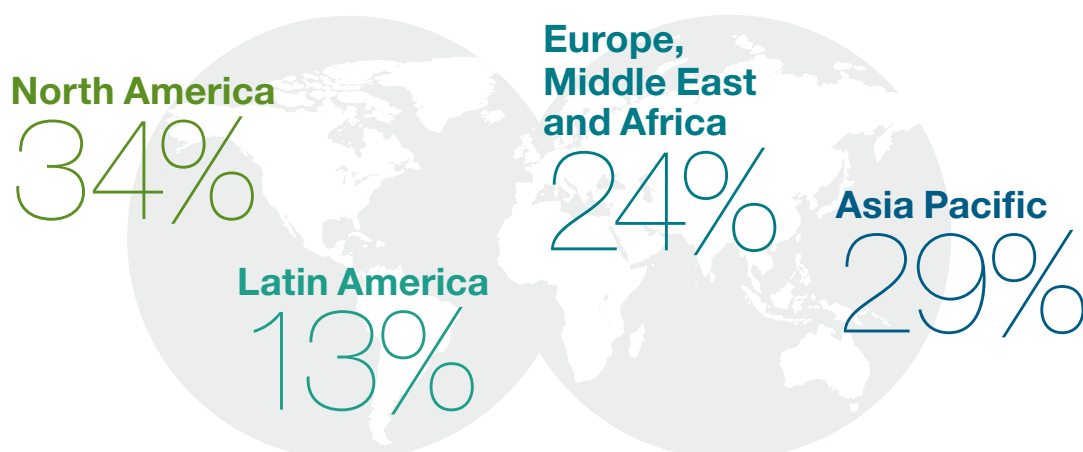 North America
34%
Latin America
13%
Europe,
Middle East
and Africa
24%
Asia Pacific
29%